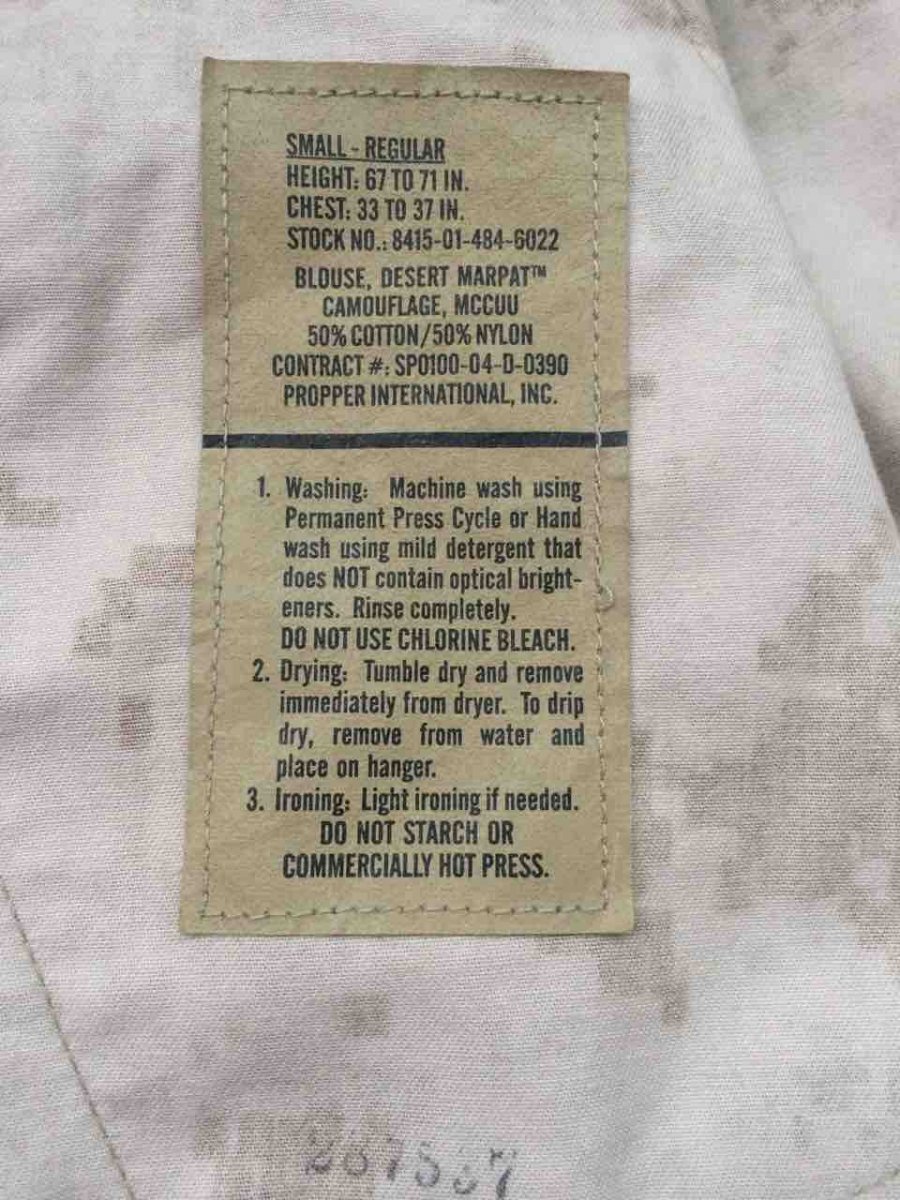 SMALL - REGULAR
HEIGHT: 67 TO 71 IN.
CHEST: 33 TO 37 IN.
STOCK NO.: 8415-01-484-6022
BLOUSE, DESERT MARPAT™
CAMOUFLAGE, MCCUU
50% COTTON/50% NYLON
CONTRACT #: SP0100-04-D-0390
PROPPER INTERNATIONAL, INC.
1. Washing: Machine wash using
Permanent Press Cycle or Hand
wash using mild detergent that
does NOT contain optical bright-
eners. Rinse completely.
DO NOT USE CHLORINE BLEACH.
2. Drying: Tumble dry and remove
immediately from dryer. To drip
dry, remove from water and
place on hanger.
3. Ironing: Light ironing if needed.
DO NOT STARCH OR
COMMERCIALLY HOT PRESS.